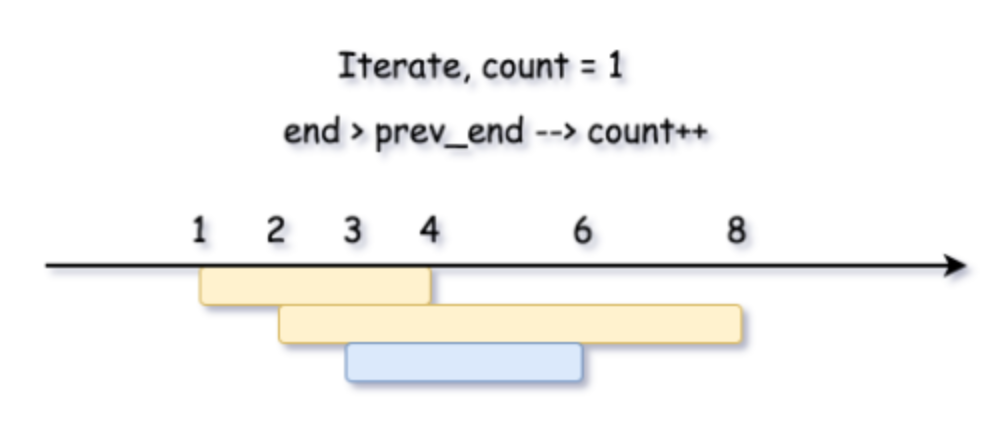 Iterate, count = 1
end > prev_end --> count++
1 2 3 4 6 8